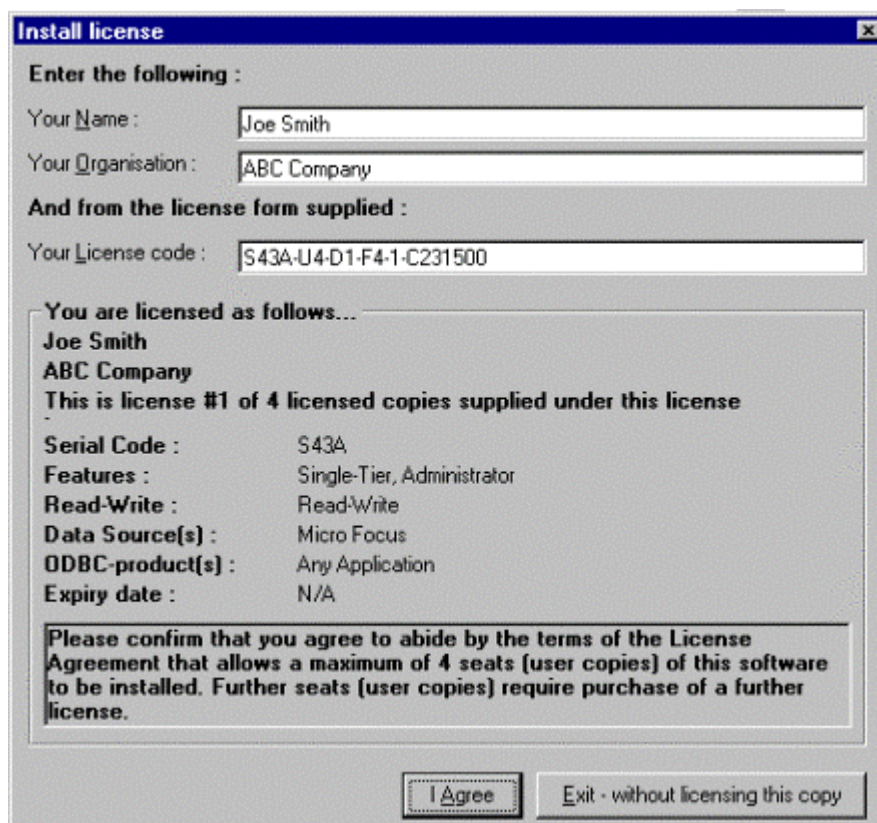 Install license
Enter the following :
Your Name : Joe Smith
Your Organisation : ABC Company
And from the license form supplied :
Your License code : S43A-U4-D1-F4-1-C231500
You are licensed as follows...
Joe Smith
ABC Company
This is license #1 of 4 licensed copies supplied under this license
Serial Code : S43A
Features : Single-Tier, Administrator
Read-Write : Read-Write
Data Source(s) : Micro Focus
ODBC-product(s) : Any Application
Expiry date : N/A
Please confirm that you agree to abide by the terms of the License
Agreement that allows a maximum of 4 seats (user copies) of this software
to be installed. Further seats (user copies) require purchase of a further
license.
I Agree Exit - without licensing this copy